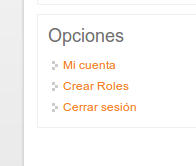 Opciones
Mi cuenta
Crear Roles
Cerrar sesión